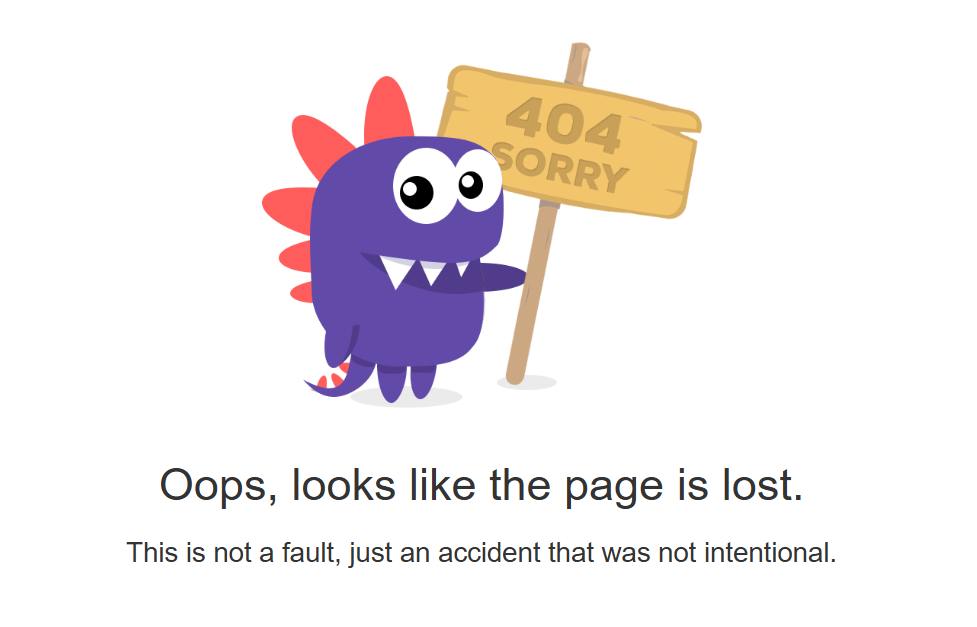 404
SORRY
Oops, looks like the page is lost.
This is not a fault, just an accident that was not intentional.